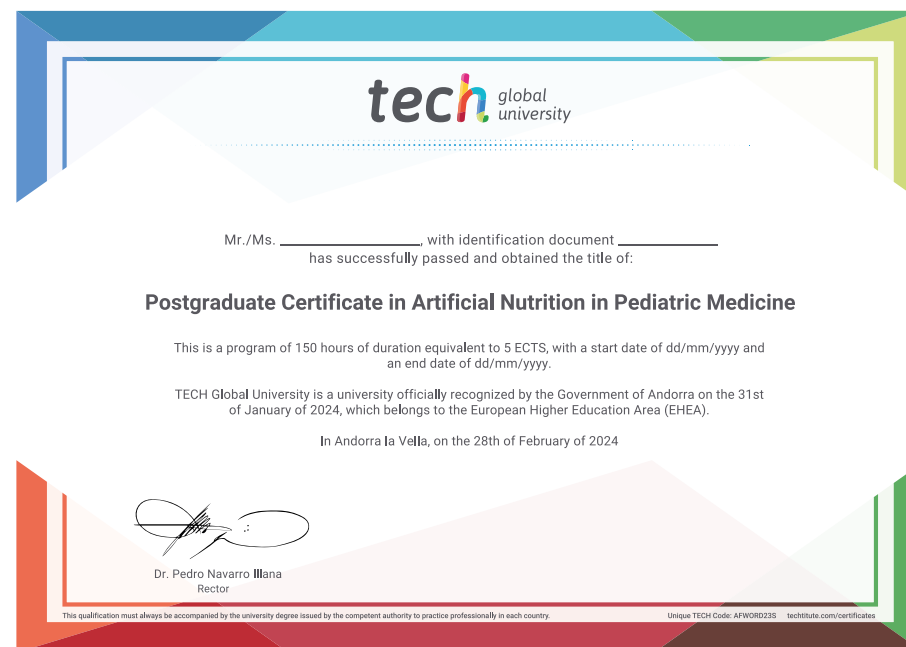 tech global university
Mr./Ms. ____________, with identification document ____________
has successfully passed and obtained the title of:
Postgraduate Certificate in Artificial Nutrition in Pediatric Medicine
This is a program of 150 hours of duration equivalent to 5 ECTS, with a start date of dd/mm/yyyy and
an end date of dd/mm/yyyy.
TECH Global University is a university officially recognized by the Government of Andorra on the 31st
of January of 2024, which belongs to the European Higher Education Area (EHEA).
In Andorra la Vella, on the 28th of February of 2024
Dr. Pedro Navarro Illana
Rector
This qualification must always be accompanied by the university degree issued by the competent authority to practice professionally in each country. Unique TECH Code: AFWORD23S techtitute.com/certificates